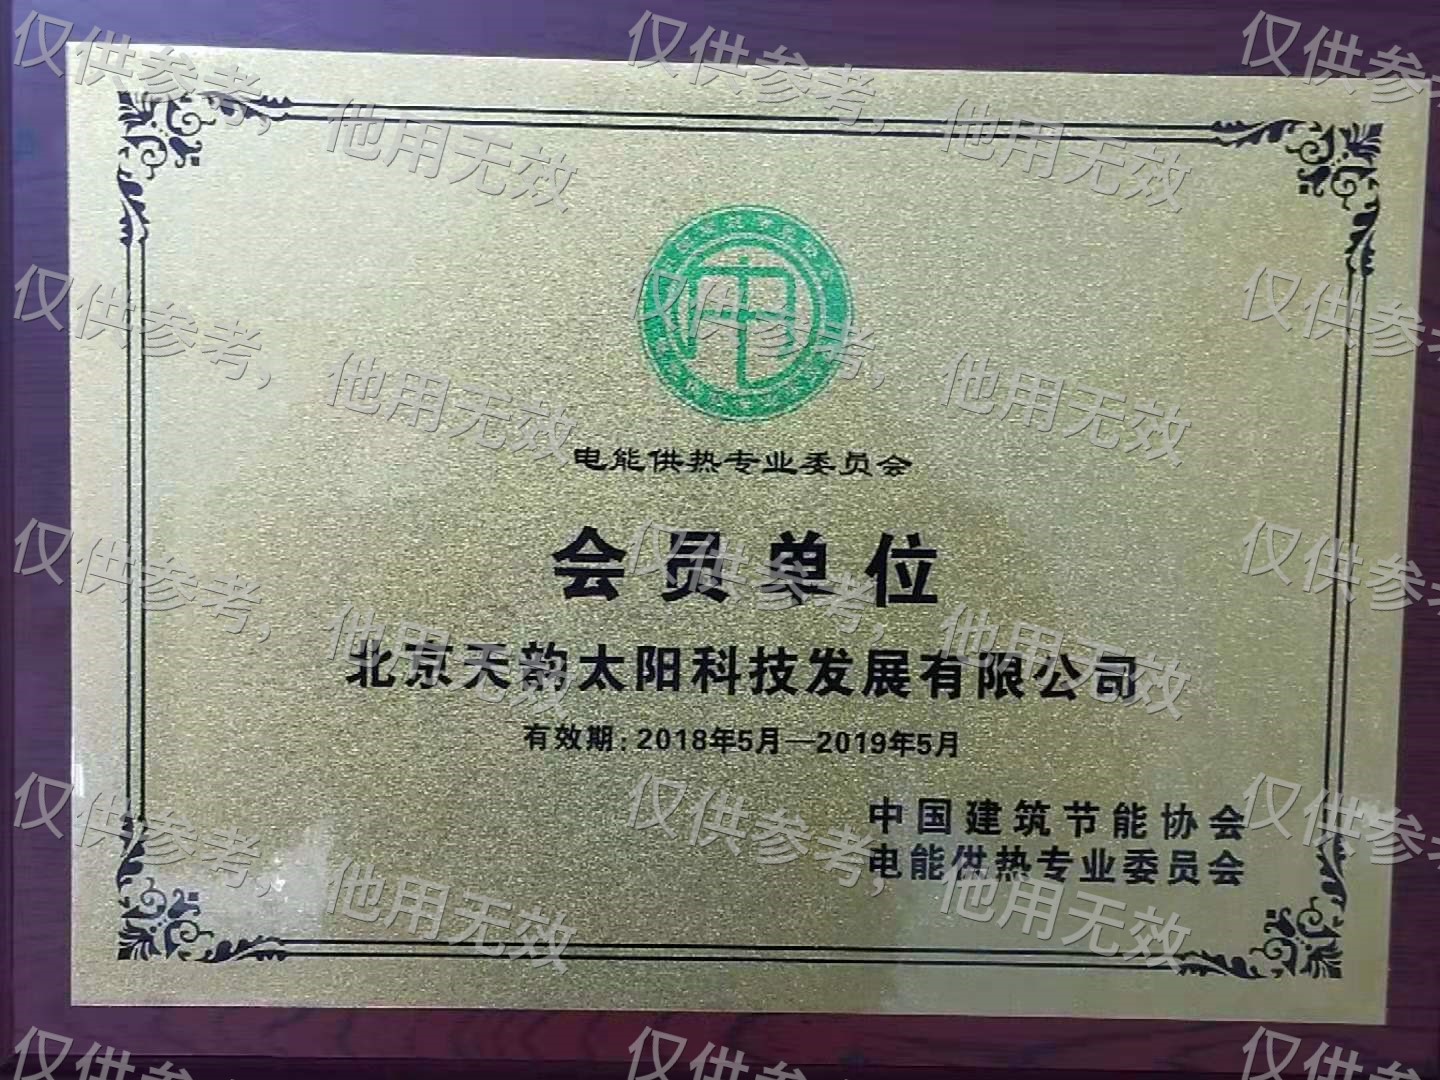 电能供热专业委员会
会员单位
北京天韵太阳科技发展有限公司
有效期：2018年5月—2019年5月
中国建筑节能协会
电能供热专业委员会
仅供参考，他用无效